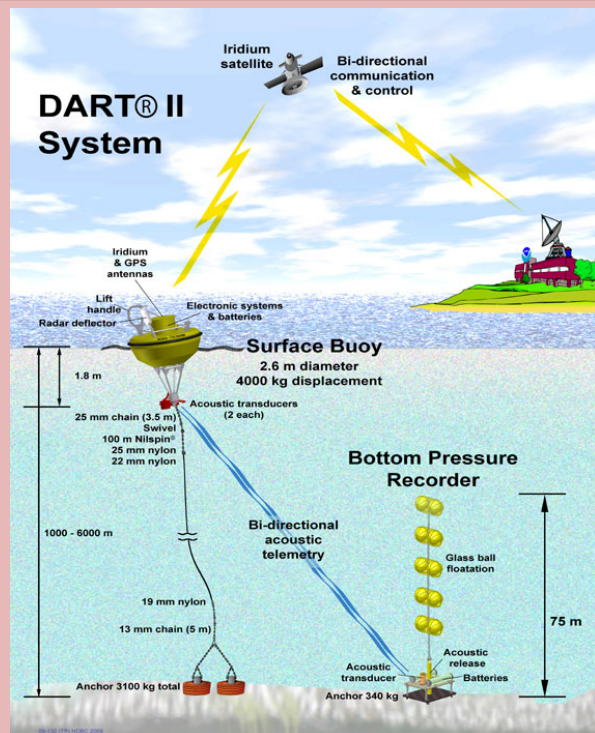 Iridium
satellite
Bi-directional
communication
& control
DART® II
System
Iridium
& GPS
antennas
Lift
handle
Radar deflector
Electronic systems
& batteries
Surface Buoy
2.6 m diameter
4000 kg displacement
1.8 m
Acoustic transducers
(2 each)
25 mm chain (3.5 m)
Swivel
100 m Nilspin®
25 mm nylon
22 mm nylon
Bottom Pressure
Recorder
1000 - 6000 m
Bi-directional
acoustic
telemetry
Glass ball
floatation
75 m
19 mm nylon
13 mm chain (5 m)
Acoustic
release
Acoustic
transducer
Batteries
Anchor 3100 kg total
Anchor 340 kg